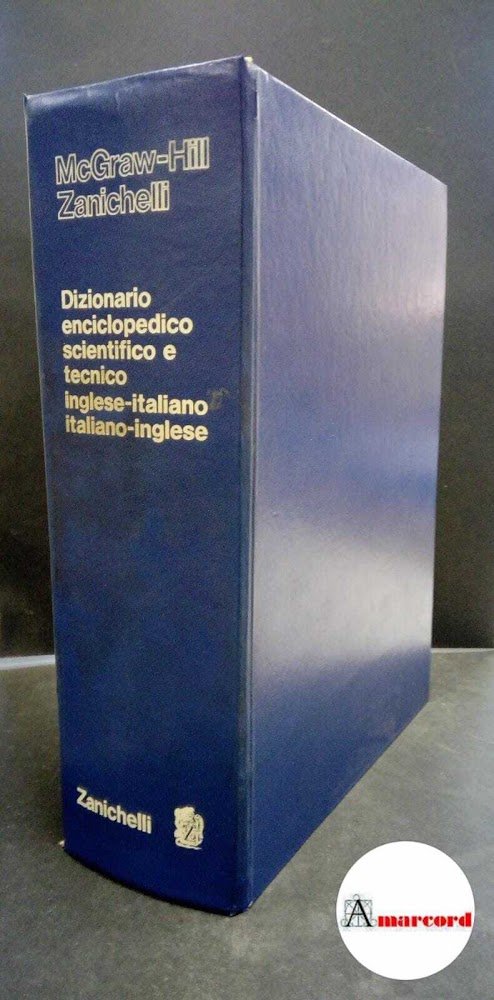 McGraw-Hill
Zanichelli
Dizionario
enciclopedico
scientifico e
tecnico
inglese-italiano
italiano-inglese
Zanichelli
Z
Amarcord